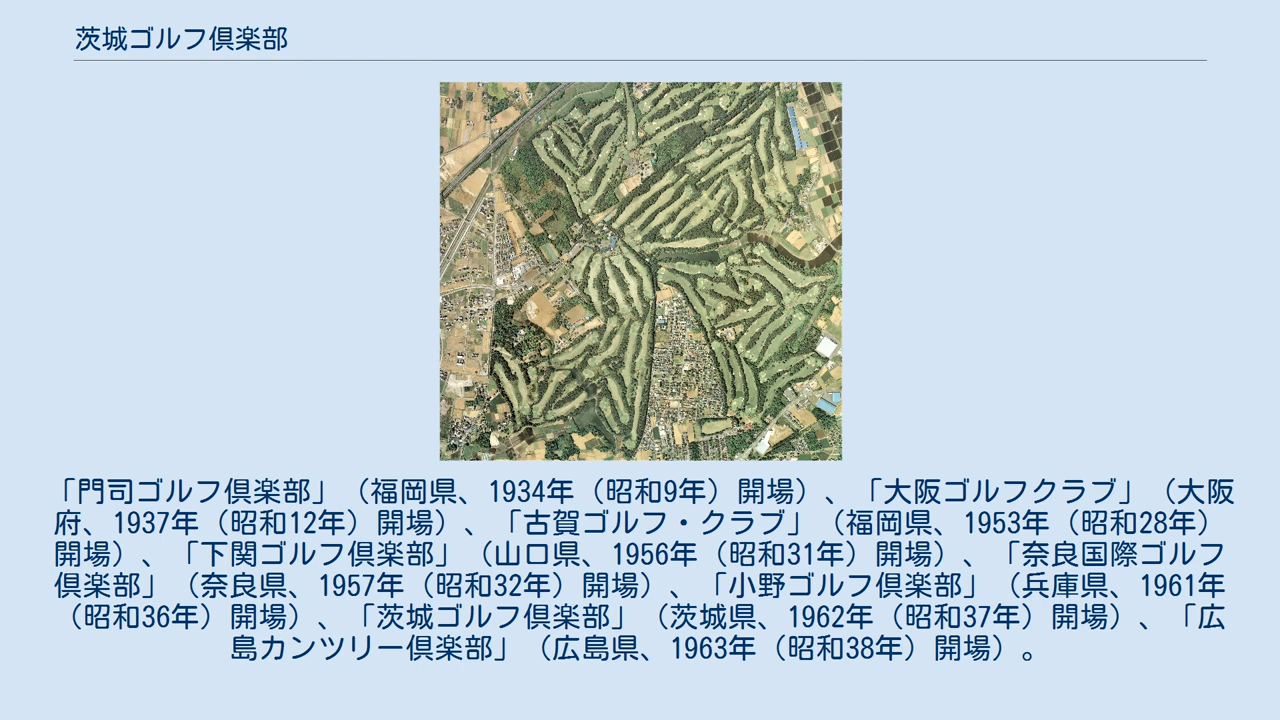 茨城ゴルフ倶楽部
「門司ゴルフ倶楽部」（福岡県、1934年（昭和9年）開場）、「大阪ゴルフクラブ」（大阪
府、1937年（昭和12年）開場）、「古賀ゴルフ・クラブ」（福岡県、1953年（昭和28年）
開場）、「下関ゴルフ倶楽部」（山口県、1956年（昭和31年）開場）、「奈良国際ゴルフ
倶楽部」（奈良県、1957年（昭和32年）開場）、「小野ゴルフ倶楽部」（兵庫県、1961年
（昭和36年）開場）、「茨城ゴルフ倶楽部」（茨城県、1962年（昭和37年）開場）、「広
島カンツリー倶楽部」（広島県、1963年（昭和38年）開場）。